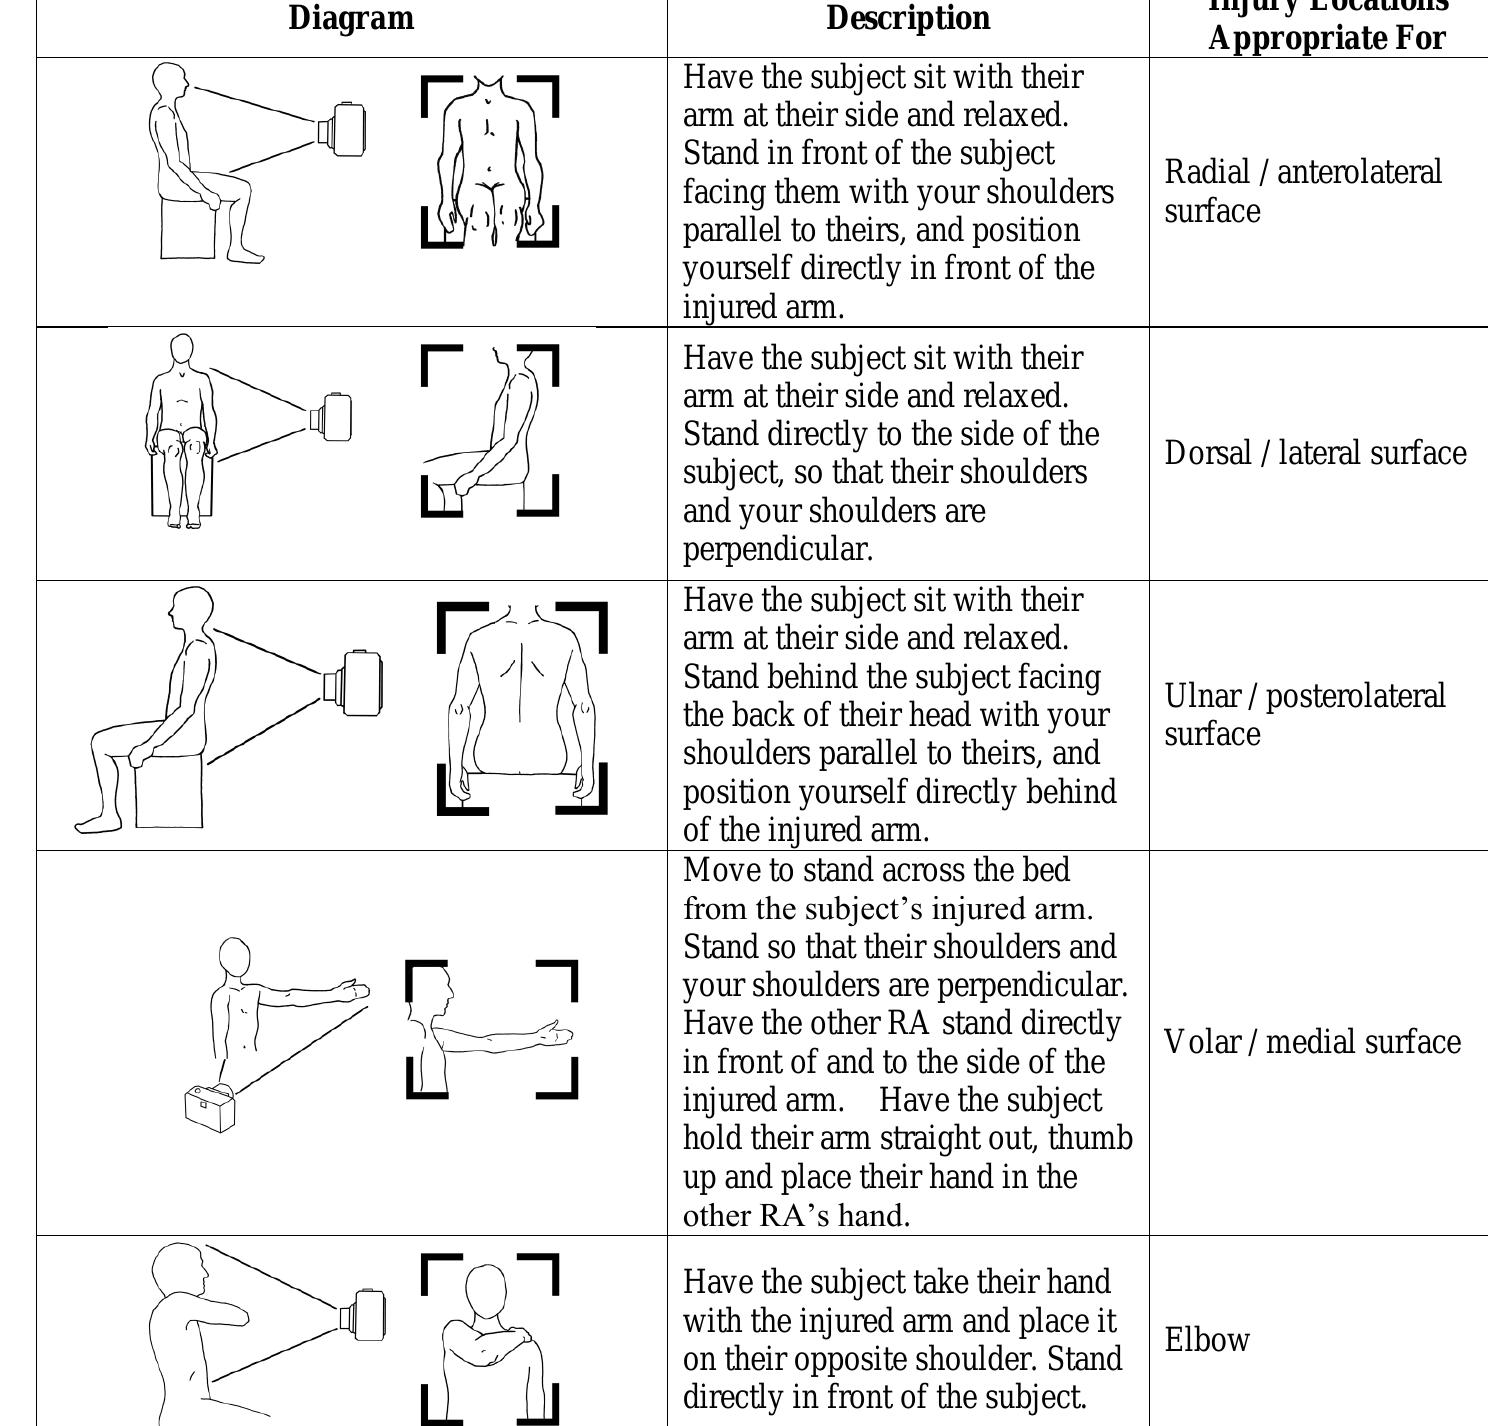 Diagram
Description
Injury Locations
Appropriate For
Have the subject sit with their
arm at their side and relaxed.
Stand in front of the subject
facing them with your shoulders
parallel to theirs, and position
yourself directly in front of the
injured arm.
Radial / anterolateral
surface
Have the subject sit with their
arm at their side and relaxed.
Stand directly to the side of the
subject, so that their shoulders
and your shoulders are
perpendicular.
Dorsal / lateral surface
Have the subject sit with their
arm at their side and relaxed.
Stand behind the subject facing
the back of their head with your
shoulders parallel to theirs, and
position yourself directly behind
of the injured arm.
Ulnar / posterolateral
surface
Move to stand across the bed
from the subject’s injured arm.
Stand so that their shoulders and
your shoulders are perpendicular.
Have the other RA stand directly
in front of and to the side of the
injured arm. Have the subject
hold their arm straight out, thumb
up and place their hand in the
other RA’s hand.
Volar / medial surface
Have the subject take their hand
with the injured arm and place it
on their opposite shoulder. Stand
directly in front of the subject.
Elbow